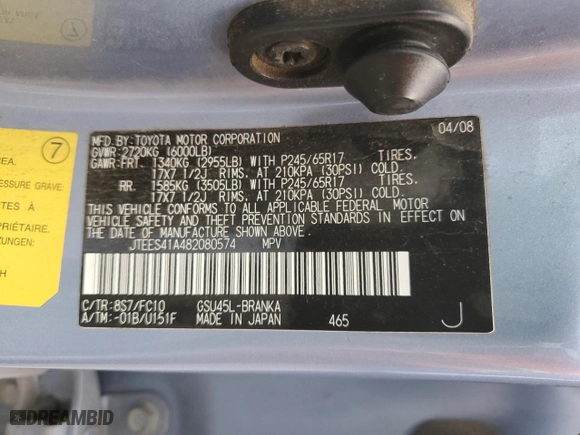 7
REA.
ESSURE GRAVE
TES À
RIÉTAIRE.
ZUNGEN:
H
MFD. BY: TOYOTA MOTOR CORPORATION 04/08
GVWR: 2720KG (6000LB)
GAWR: FRT. 1340KG (2955LB) WITH P245/65R17 TIRES.
17X7 1/2J RIMS. AT 210KPA (30PSI) COLD.
RR. 1585KG (3505LB) WITH P245/65R17 TIRES.
17X7 1/2J RIMS. AT 210KPA (30PSI) COLD.
THIS VEHICLE CONFORMS TO ALL APPLICABLE FEDERAL MOTOR
VEHICLE SAFETY AND THEFT PREVENTION STANDARDS IN EFFECT ON
THE DATE OF MANUFACTURE SHOWN ABOVE.
JTEES41A482080574 MPV
C/TR: 8S7/FC10 GSU45L-BRANKA
A/TM: -01B/U151F MADE IN JAPAN 465 J
DREAMBID